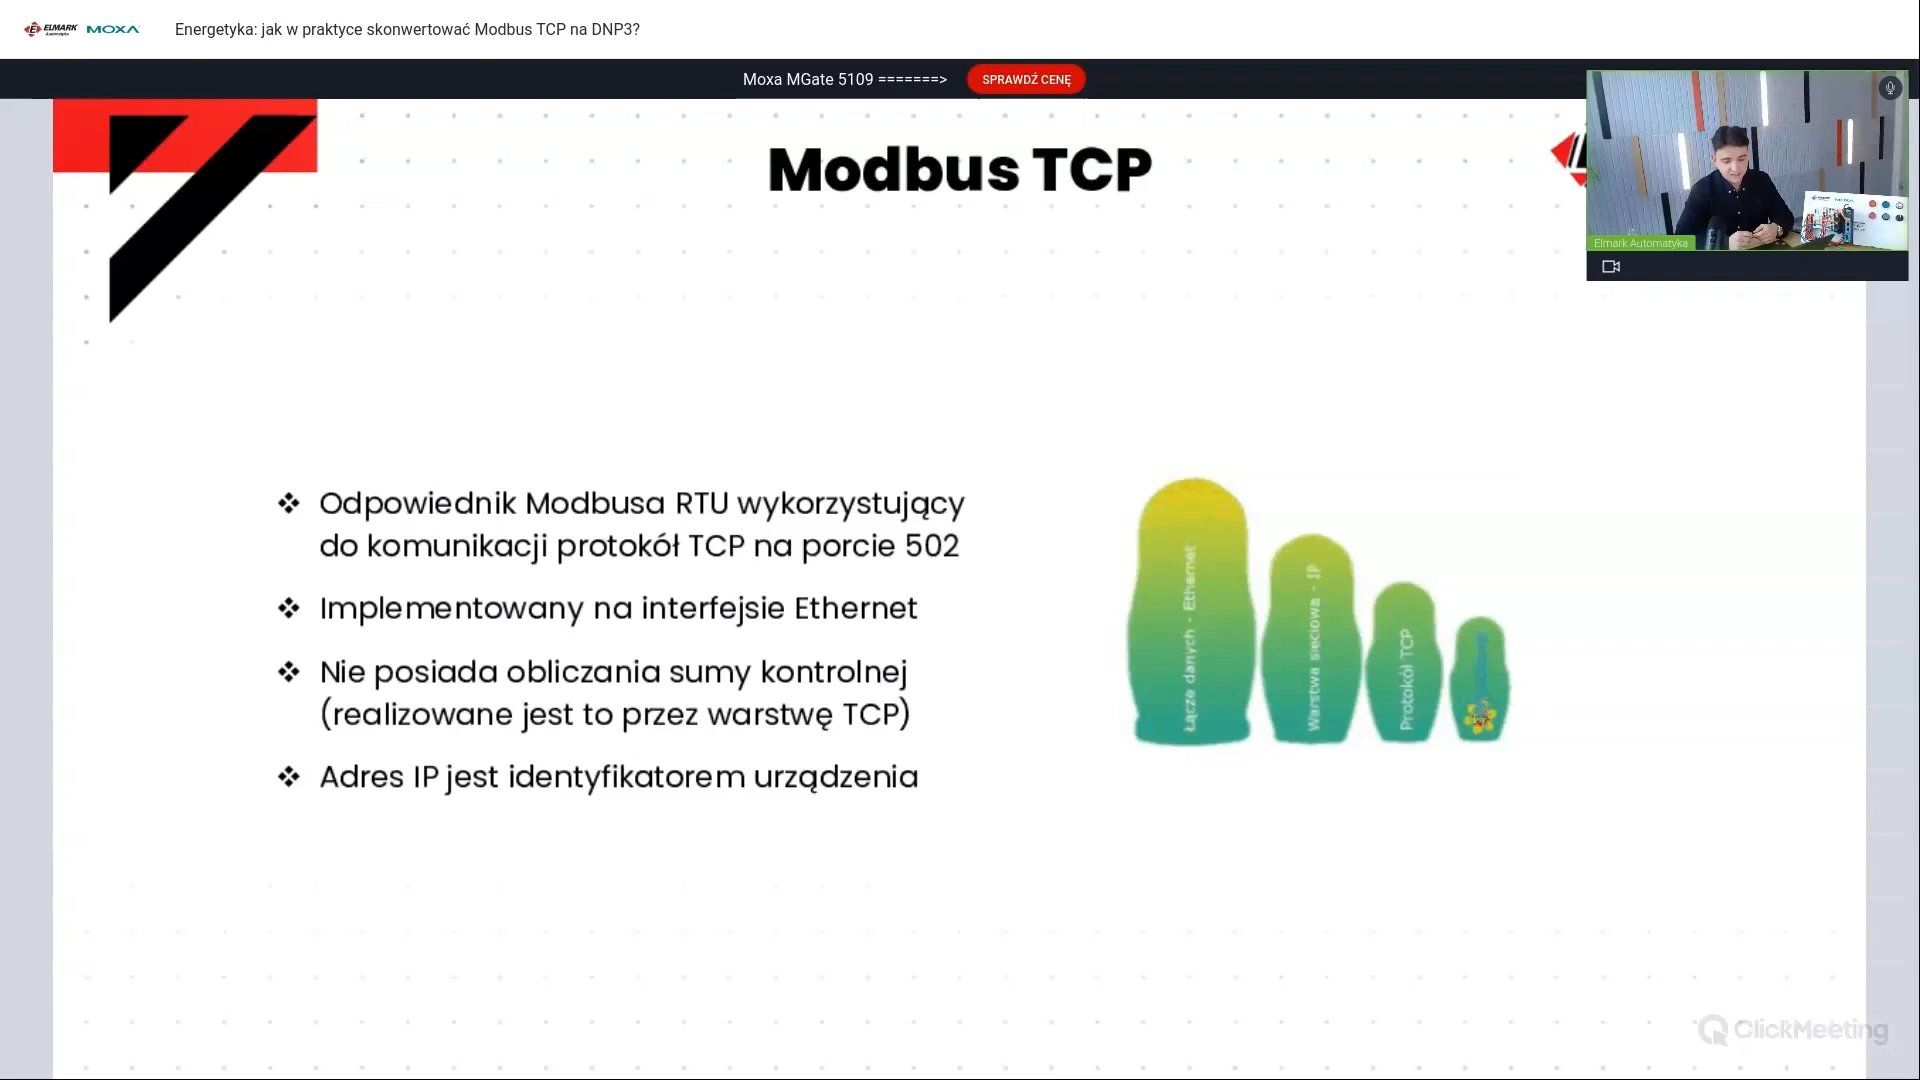 ELMARK
Automatyka
MOXA
Energetyka: jak w praktyce skonwertować Modbus TCP na DNP3?
Moxa MGate 5109 =======>
SPRAWDŹ CENĘ
Modbus TCP
Elmark Automatyka
Odpowiednik Modbusa RTU wykorzystujący
do komunikacji protokół TCP na porcie 502
Implementowany na interfejsie Ethernet
Nie posiada obliczania sumy kontrolnej
(realizowane jest to przez warstwę TCP)
Adres IP jest identyfikatorem urządzenia
Łącze danych - Ethernet
Warstwa sieciowa - IP
Protokół TCP
ClickMeeting